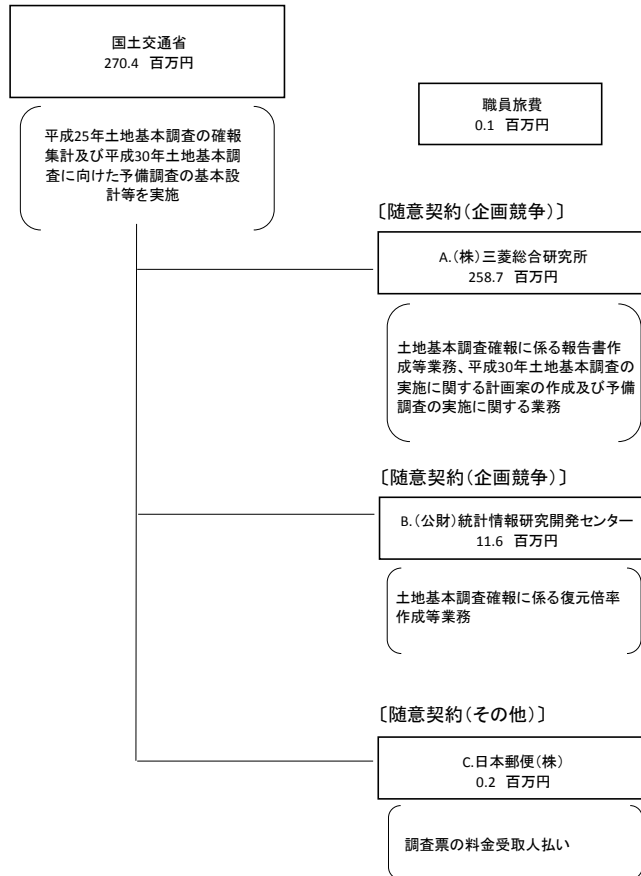 国土交通省
270.4 百万円
平成25年土地基本調査の確報
集計及び平成30年土地基本調
査に向けた予備調査の基本設
計等を実施
職員旅費
0.1 百万円
〔随意契約(企画競争)〕
A.(株)三菱総合研究所
258.7 百万円
土地基本調査確報に係る報告書作
成等業務、平成30年土地基本調査の
実施に関する計画案の作成及び予備
調査の実施に関する業務
〔随意契約(企画競争)〕
B.(公財)統計情報研究開発センター
11.6 百万円
土地基本調査確報に係る復元倍率
作成等業務
〔随意契約(その他)〕
C.日本郵便(株)
0.2 百万円
調査票の料金受取人払い